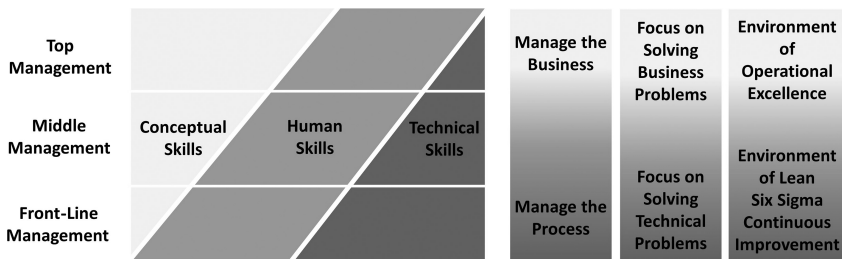 Top
Management
Middle
Management
Front-Line
Management
Conceptual
Skills
Human
Skills
Technical
Skills
Manage the
Business
Manage the
Process
Focus on
Solving
Business
Problems
Focus on
Solving
Technical
Problems
Environment
of
Operational
Excellence
Environment
of Lean
Six Sigma
Continuous
Improvement